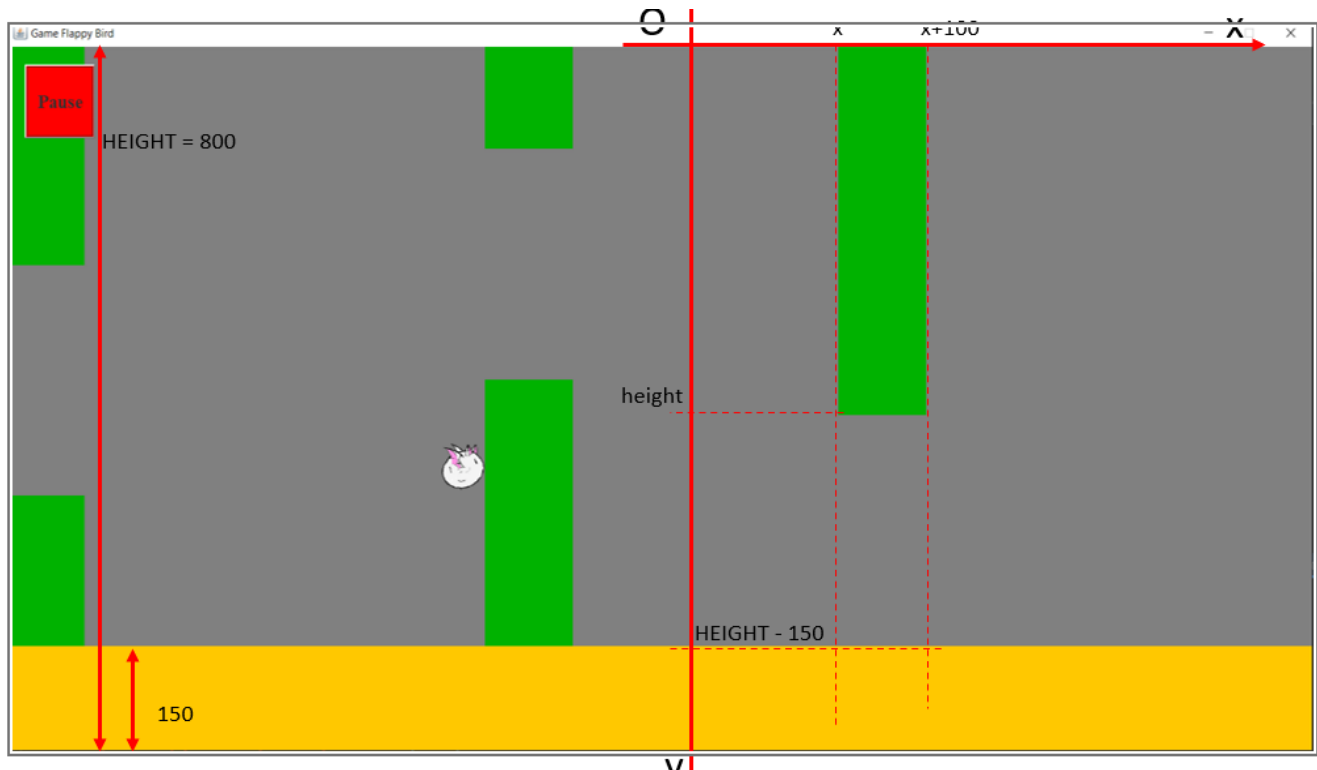 O
x x+100 X
Game Flappy Bird
Pause
HEIGHT = 800
height
HEIGHT - 150
150
y